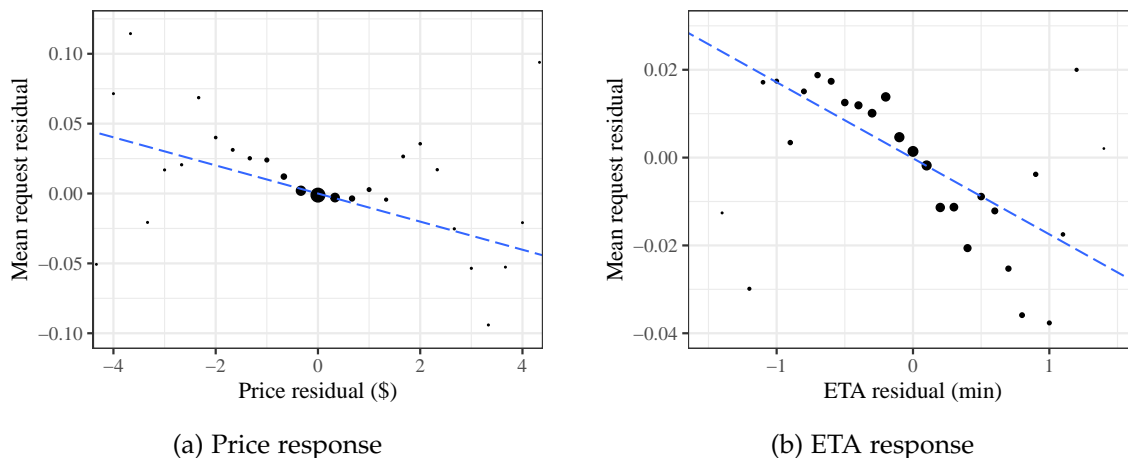 Mean request residual
0.10
0.05
0.00
−0.05
−0.10
−4
−2
0
2
4
Price residual ($)
(a) Price response
Mean request residual
0.02
0.00
−0.02
−0.04
−1
0
1
ETA residual (min)
(b) ETA response